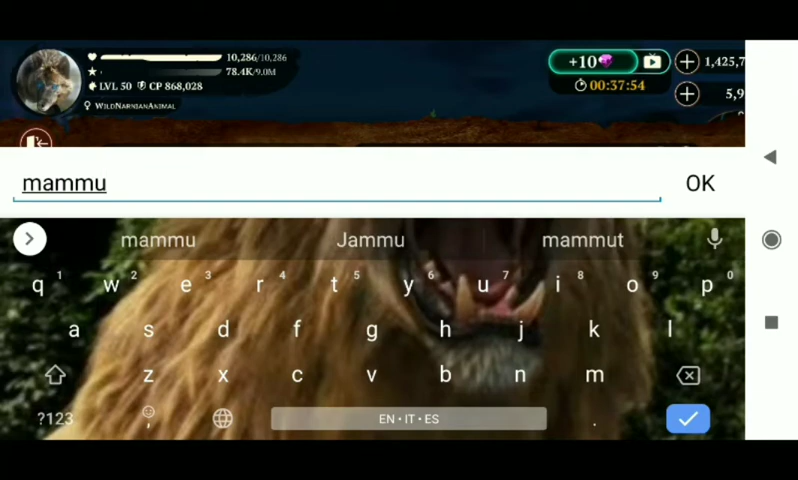 10,286/10,286
78.4K/9.0M
LVL 50 CP 868,028
WILDNARNIANANIMAL
+10
00:37:54
1,425,7
5,9
mammu
OK
mammu Jammu mammut
q 1 w 2 e 3 r 4 t 5 y 6 u 7 i 8 o 9 p 0
a s d f g h j k l
z x c v b n m
?123 , EN • IT • ES .